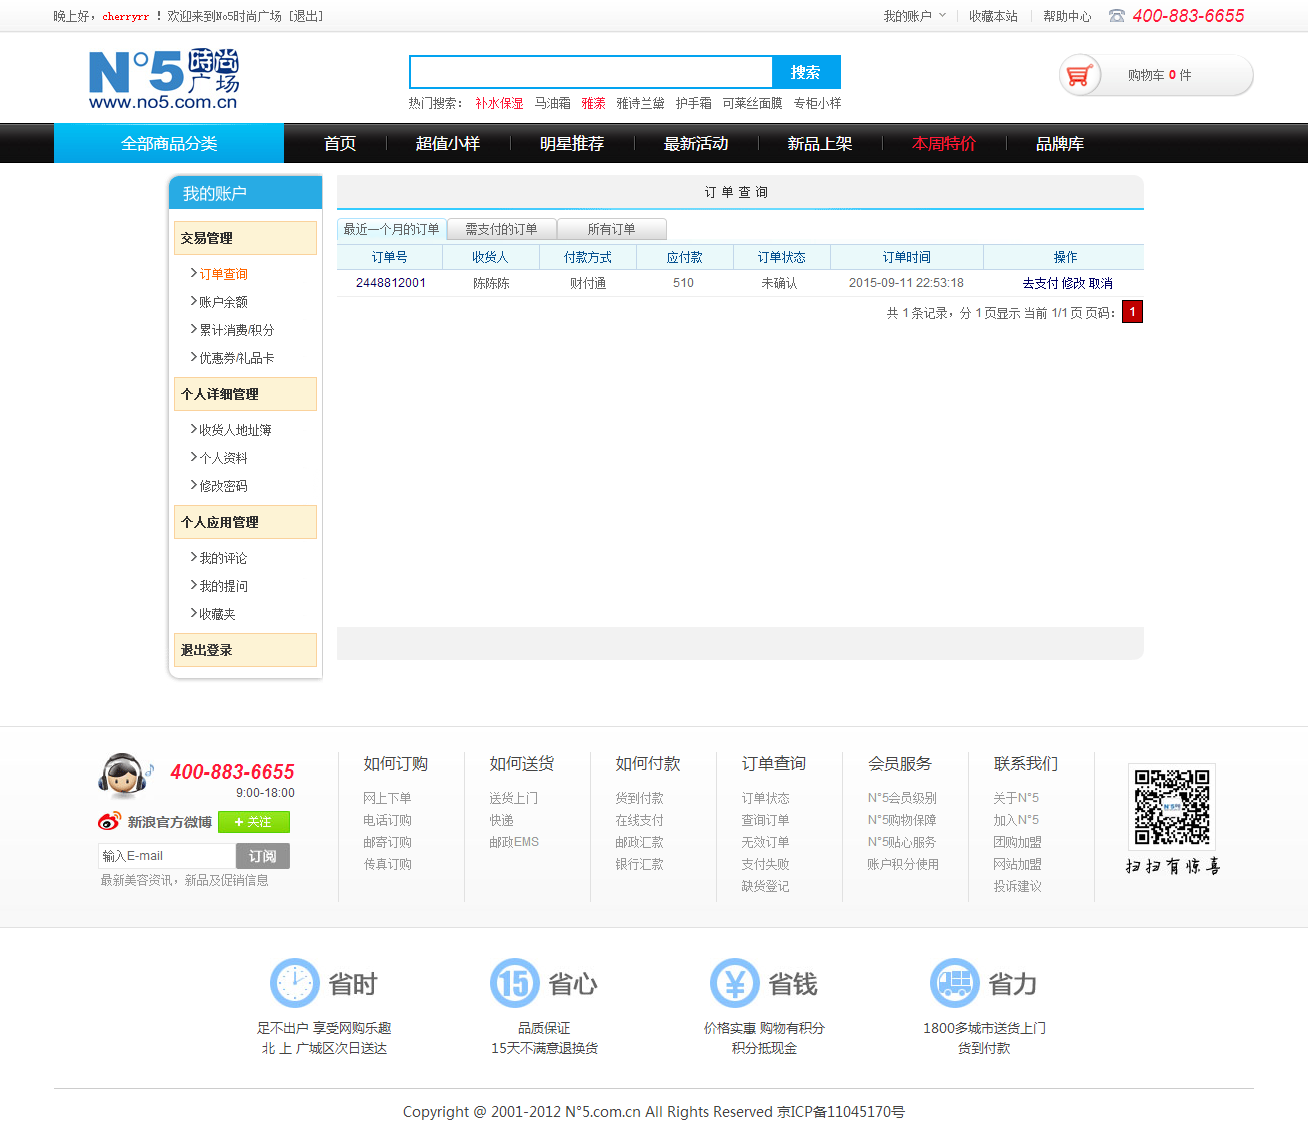 晚上好，cherryrr ！欢迎来到No5时尚广场 [退出]
我的账户 收藏本站 帮助中心 400-883-6655
N°5 時尚广场
www.no5.com.cn
搜索
购物车 0 件
热门搜索： 补水保湿 马油霜 雅漾 雅诗兰黛 护手霜 可莱丝面膜 专柜小样
全部商品分类 首页 超值小样 明星推荐 最新活动 新品上架 本周特价 品牌库
我的账户
交易管理
订单查询
账户余额
累计消费/积分
优惠券/礼品卡
个人详细管理
收货人地址簿
个人资料
修改密码
个人应用管理
我的评论
我的提问
收藏夹
退出登录
订 单 查 询
最近一个月的订单 需支付的订单 所有订单
订单号 收货人 付款方式 应付款 订单状态 订单时间 操作
2448812001 陈陈陈 财付通 510 未确认 2015-09-11 22:53:18 去支付 修改 取消
共 1 条记录，分 1 页显示 当前 1/1 页 页码： 1
400-883-6655
9:00-18:00
新浪官方微博 + 关注
输入E-mail 订阅
最新美容资讯，新品及促销信息
如何订购
网上下单
电话订购
邮寄订购
传真订购
如何送货
送货上门
快递
邮政EMS
如何付款
货到付款
在线支付
邮政汇款
银行汇款
订单查询
订单状态
查询订单
无效订单
支付失败
缺货登记
会员服务
N°5会员级别
N°5购物保障
N°5贴心服务
账户积分使用
联系我们
关于N°5
加入N°5
团购加盟
网站加盟
投诉建议
N°5
扫扫有惊喜
省时
足不出户 享受网购乐趣
北 上 广城区次日送达
15 省心
品质保证
15天不满意退换货
¥ 省钱
价格实惠 购物有积分
积分抵现金
省力
1800多城市送货上门
货到付款
Copyright @ 2001-2012 N°5.com.cn All Rights Reserved 京ICP备11045170号